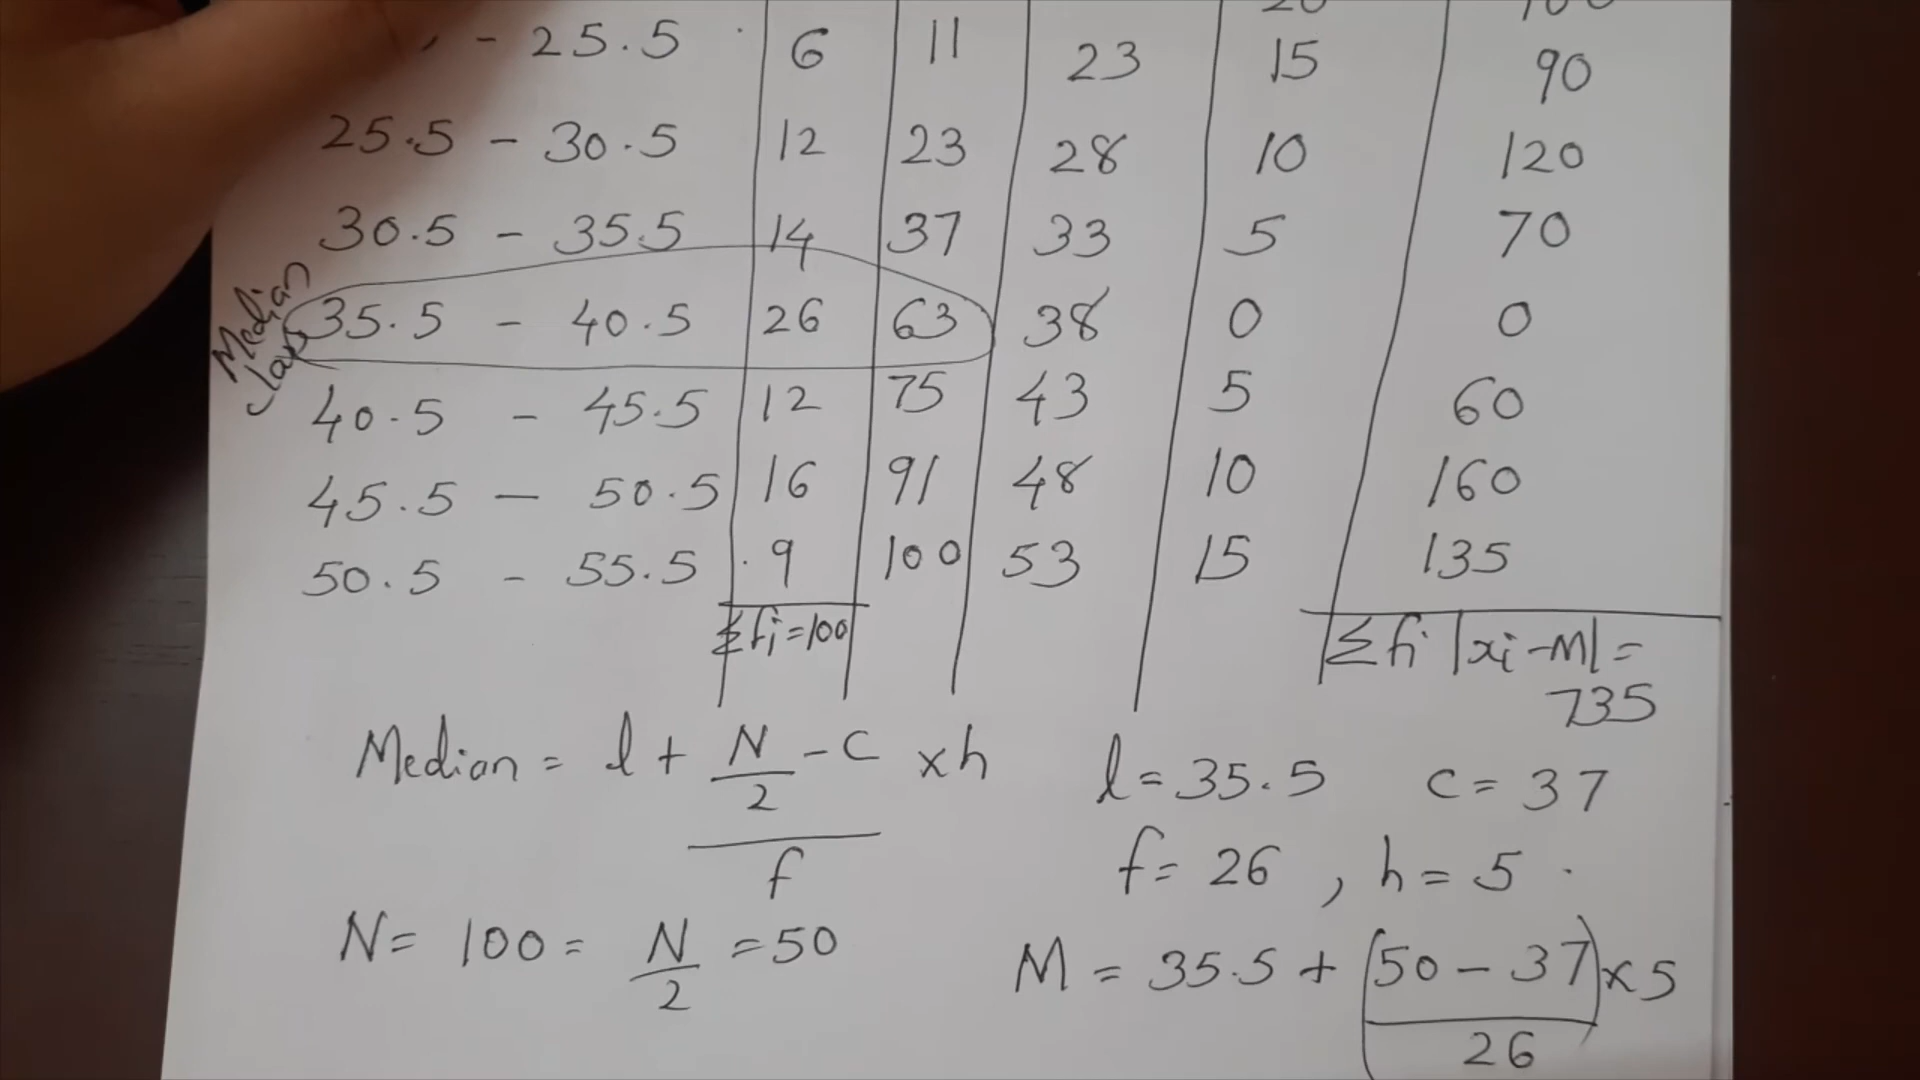 20 100
- 25.5 6 11 23 15 90
25.5 - 30.5 12 23 28 10 120
30.5 - 35.5 14 37 33 5 70
Median
35.5 - 40.5 26 63 38 0 0
40.5 - 45.5 12 75 43 5 60
45.5 - 50.5 16 91 48 10 160
50.5 - 55.5 9 100 53 15 135
Σfi=100 Σfi |xi-M| =
735
Median = l + N/2 - C / f x h l = 35.5 C = 37
f = 26 , h = 5
N = 100 = N/2 = 50
M = 35.5 + (50 - 37 / 26) x 5